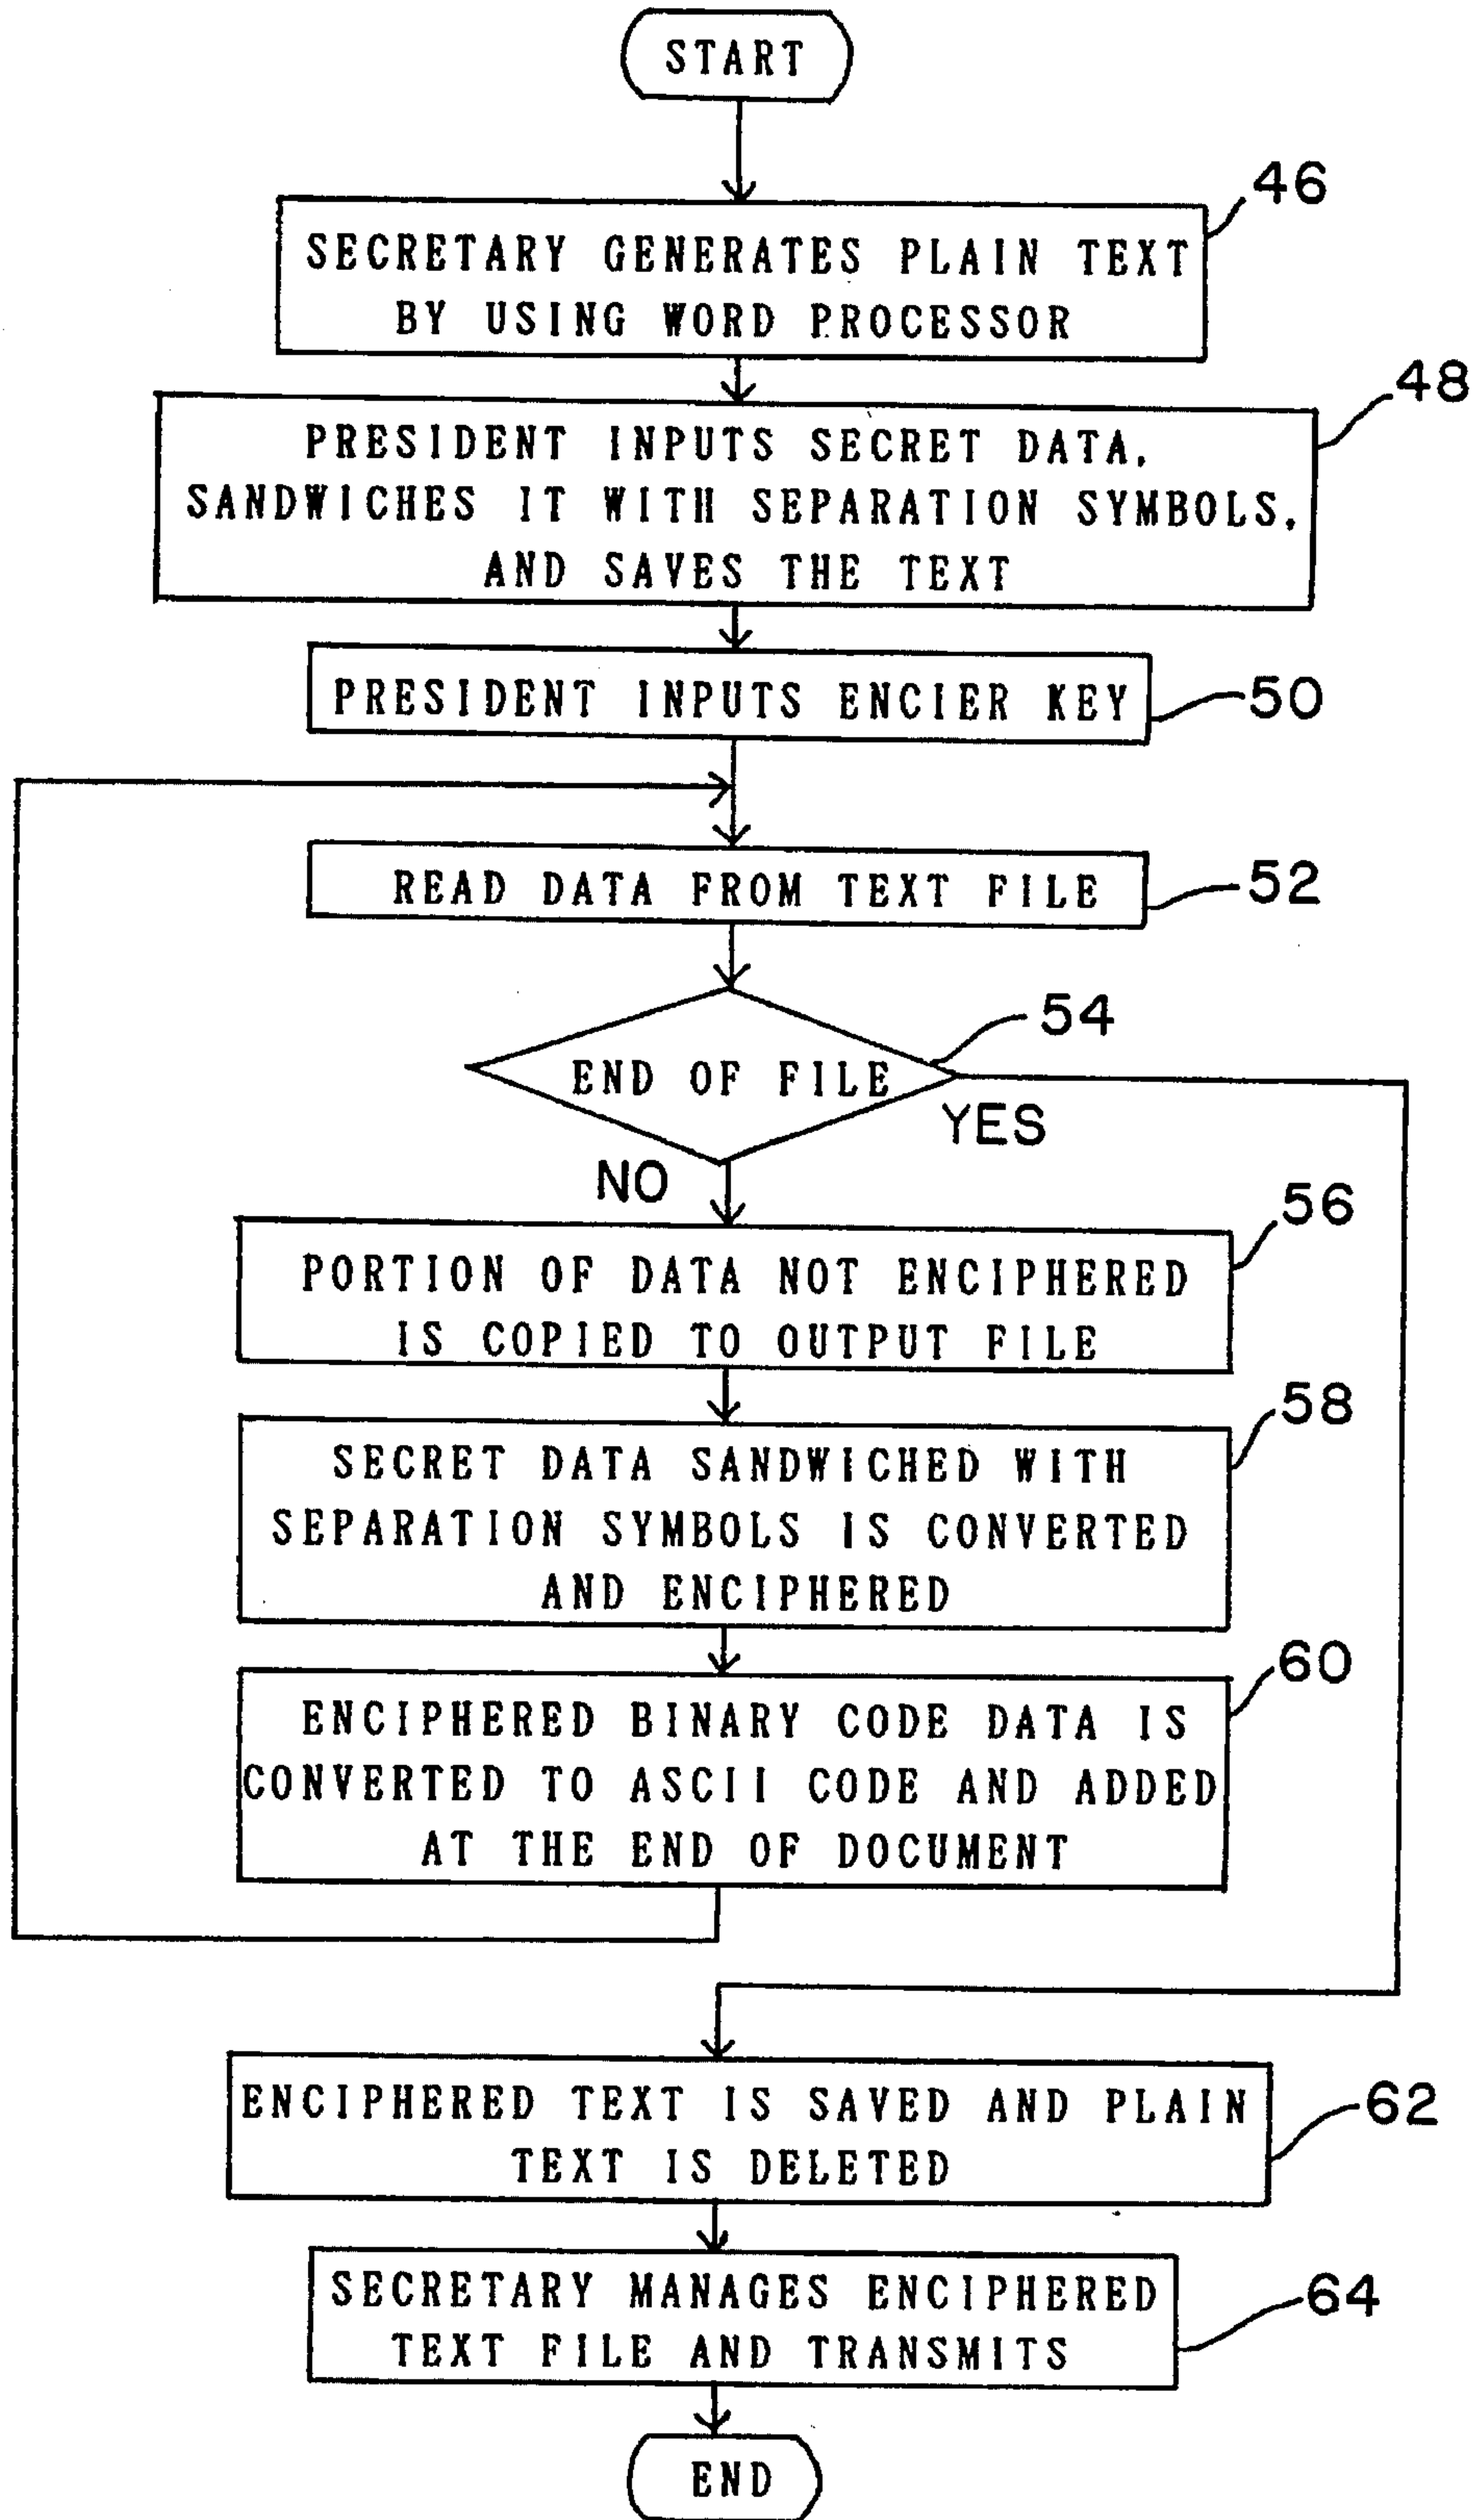 START
46
SECRETARY GENERATES PLAIN TEXT
BY USING WORD PROCESSOR
48
PRESIDENT INPUTS SECRET DATA,
SANDWICHES IT WITH SEPARATION SYMBOLS,
AND SAVES THE TEXT
PRESIDENT INPUTS ENCIER KEY
50
READ DATA FROM TEXT FILE
52
54
END OF FILE
YES
NO
56
PORTION OF DATA NOT ENCIPHERED
IS COPIED TO OUTPUT FILE
58
SECRET DATA SANDWICHED WITH
SEPARATION SYMBOLS IS CONVERTED
AND ENCIPHERED
60
ENCIPHERED BINARY CODE DATA IS
CONVERTED TO ASCII CODE AND ADDED
AT THE END OF DOCUMENT
ENCIPHERED TEXT IS SAVED AND PLAIN
TEXT IS DELETED
62
SECRETARY MANAGES ENCIPHERED
TEXT FILE AND TRANSMITS
64
END